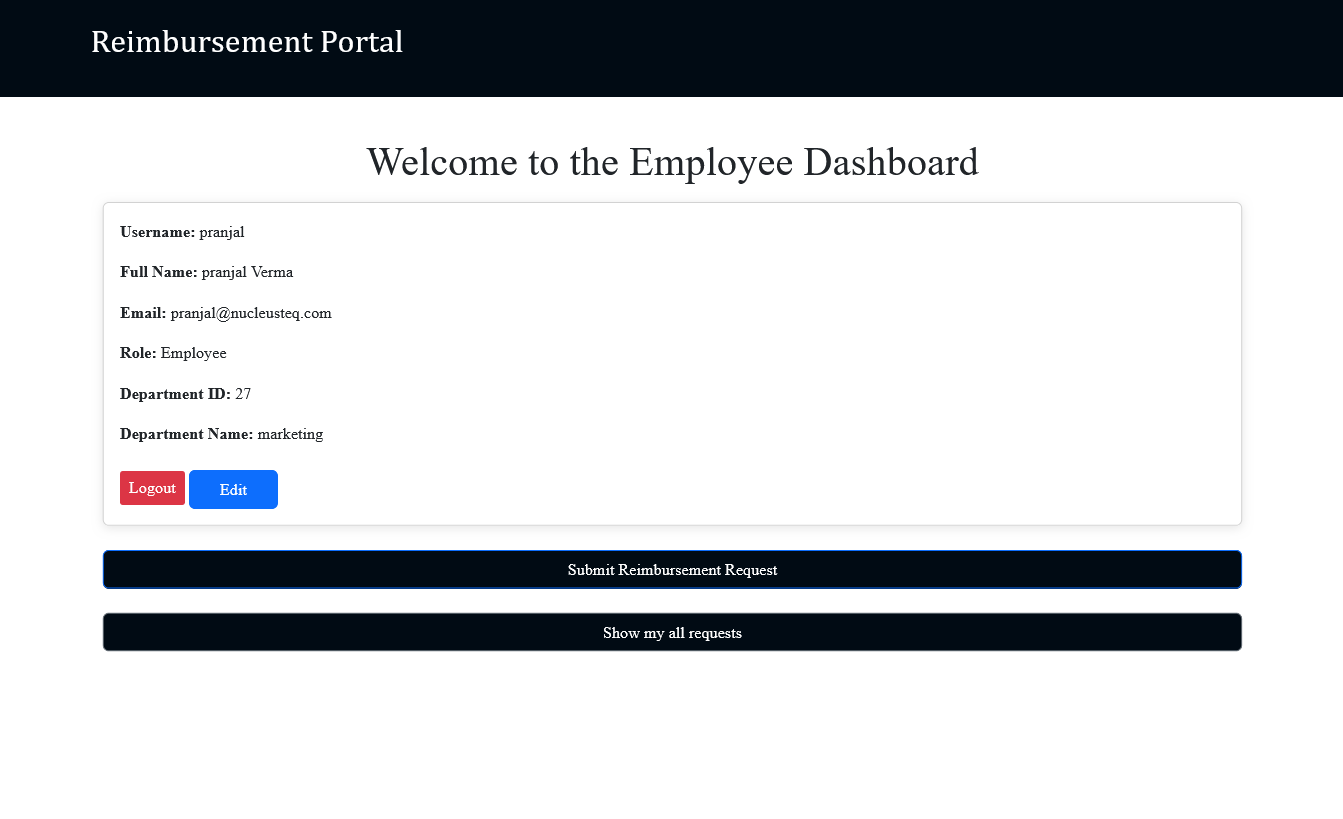 Reimbursement Portal
Welcome to the Employee Dashboard
Username: pranjal
Full Name: pranjal Verma
Email: pranjal@nucleusteq.com
Role: Employee
Department ID: 27
Department Name: marketing
Logout Edit
Submit Reimbursement Request
Show my all requests